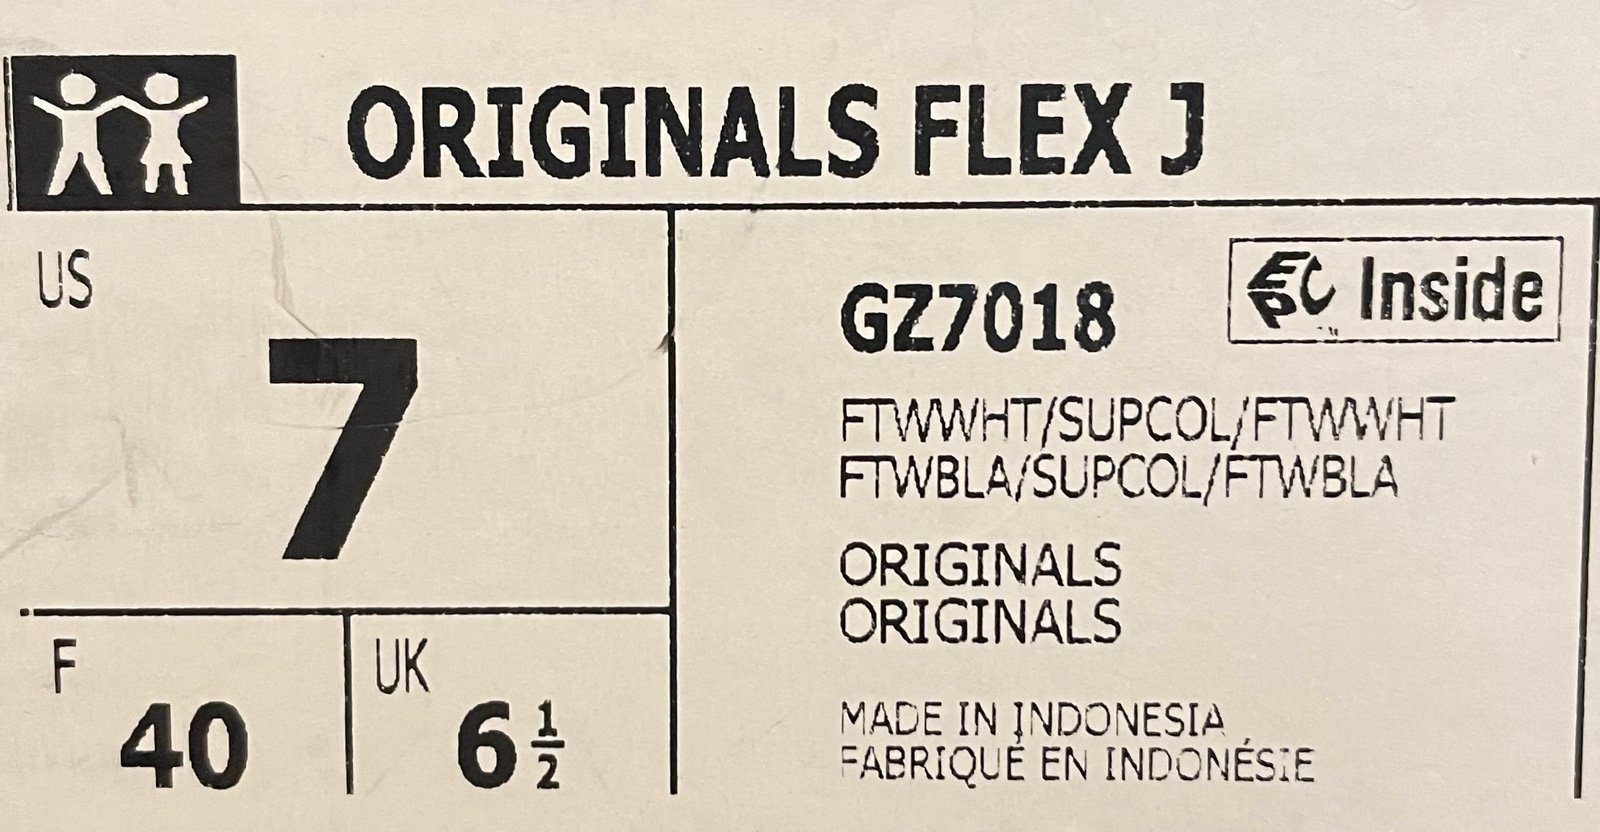 ORIGINALS FLEX J
US
7
F
40
UK
6 1/2
GZ7018
EPC Inside
FTWWHT/SUPCOL/FTWWHT
FTWBLA/SUPCOL/FTWBLA
ORIGINALS
ORIGINALS
MADE IN INDONESIA
FABRIQUÉ EN INDONÉSIE